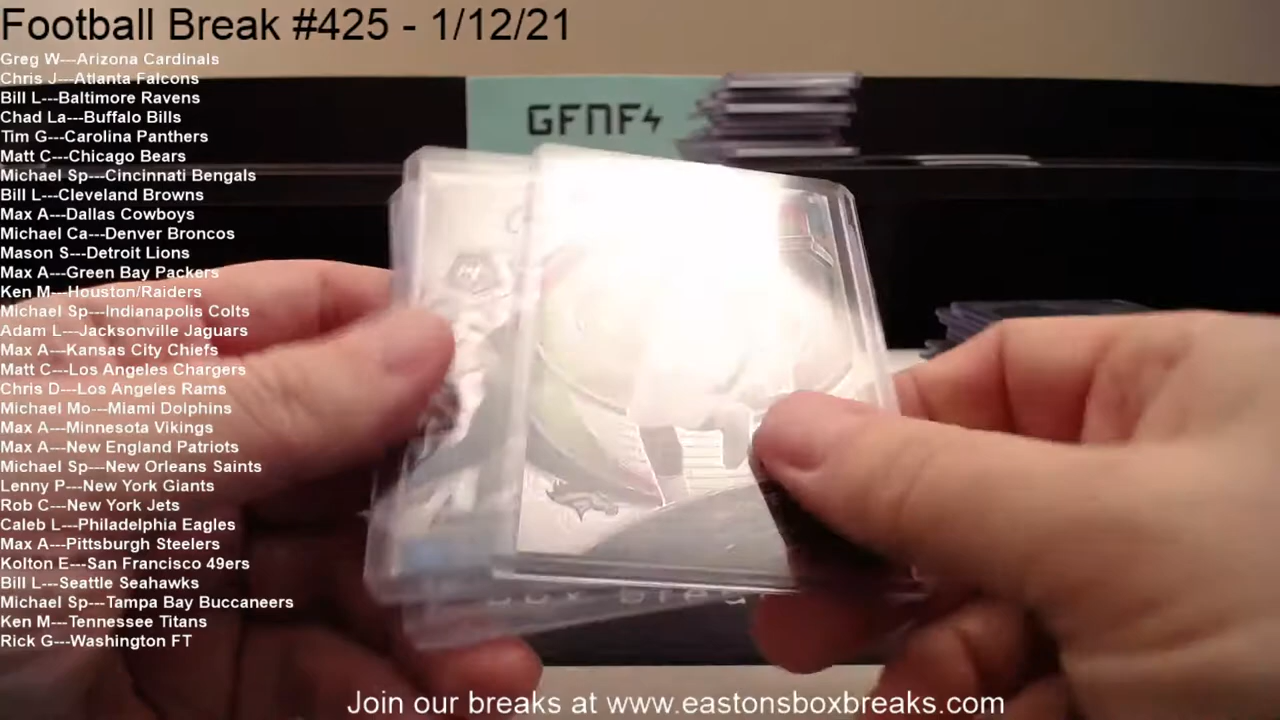 Football Break #425 - 1/12/21
Greg W---Arizona Cardinals
Chris J---Atlanta Falcons
Bill L---Baltimore Ravens
Chad La---Buffalo Bills
Tim G---Carolina Panthers
Matt C---Chicago Bears
Michael Sp---Cincinnati Bengals
Bill L---Cleveland Browns
Max A---Dallas Cowboys
Michael Ca---Denver Broncos
Mason S---Detroit Lions
Max A---Green Bay Packers
Ken M---Houston/Raiders
Michael Sp---Indianapolis Colts
Adam L---Jacksonville Jaguars
Max A---Kansas City Chiefs
Matt C---Los Angeles Chargers
Chris D---Los Angeles Rams
Michael Mo---Miami Dolphins
Max A---Minnesota Vikings
Max A---New England Patriots
Michael Sp---New Orleans Saints
Lenny P---New York Giants
Rob C---New York Jets
Caleb L---Philadelphia Eagles
Max A---Pittsburgh Steelers
Kolton E---San Francisco 49ers
Bill L---Seattle Seahawks
Michael Sp---Tampa Bay Buccaneers
Ken M---Tennessee Titans
Rick G---Washington FT
GFNF
Join our breaks at www.eastonsboxbreaks.com